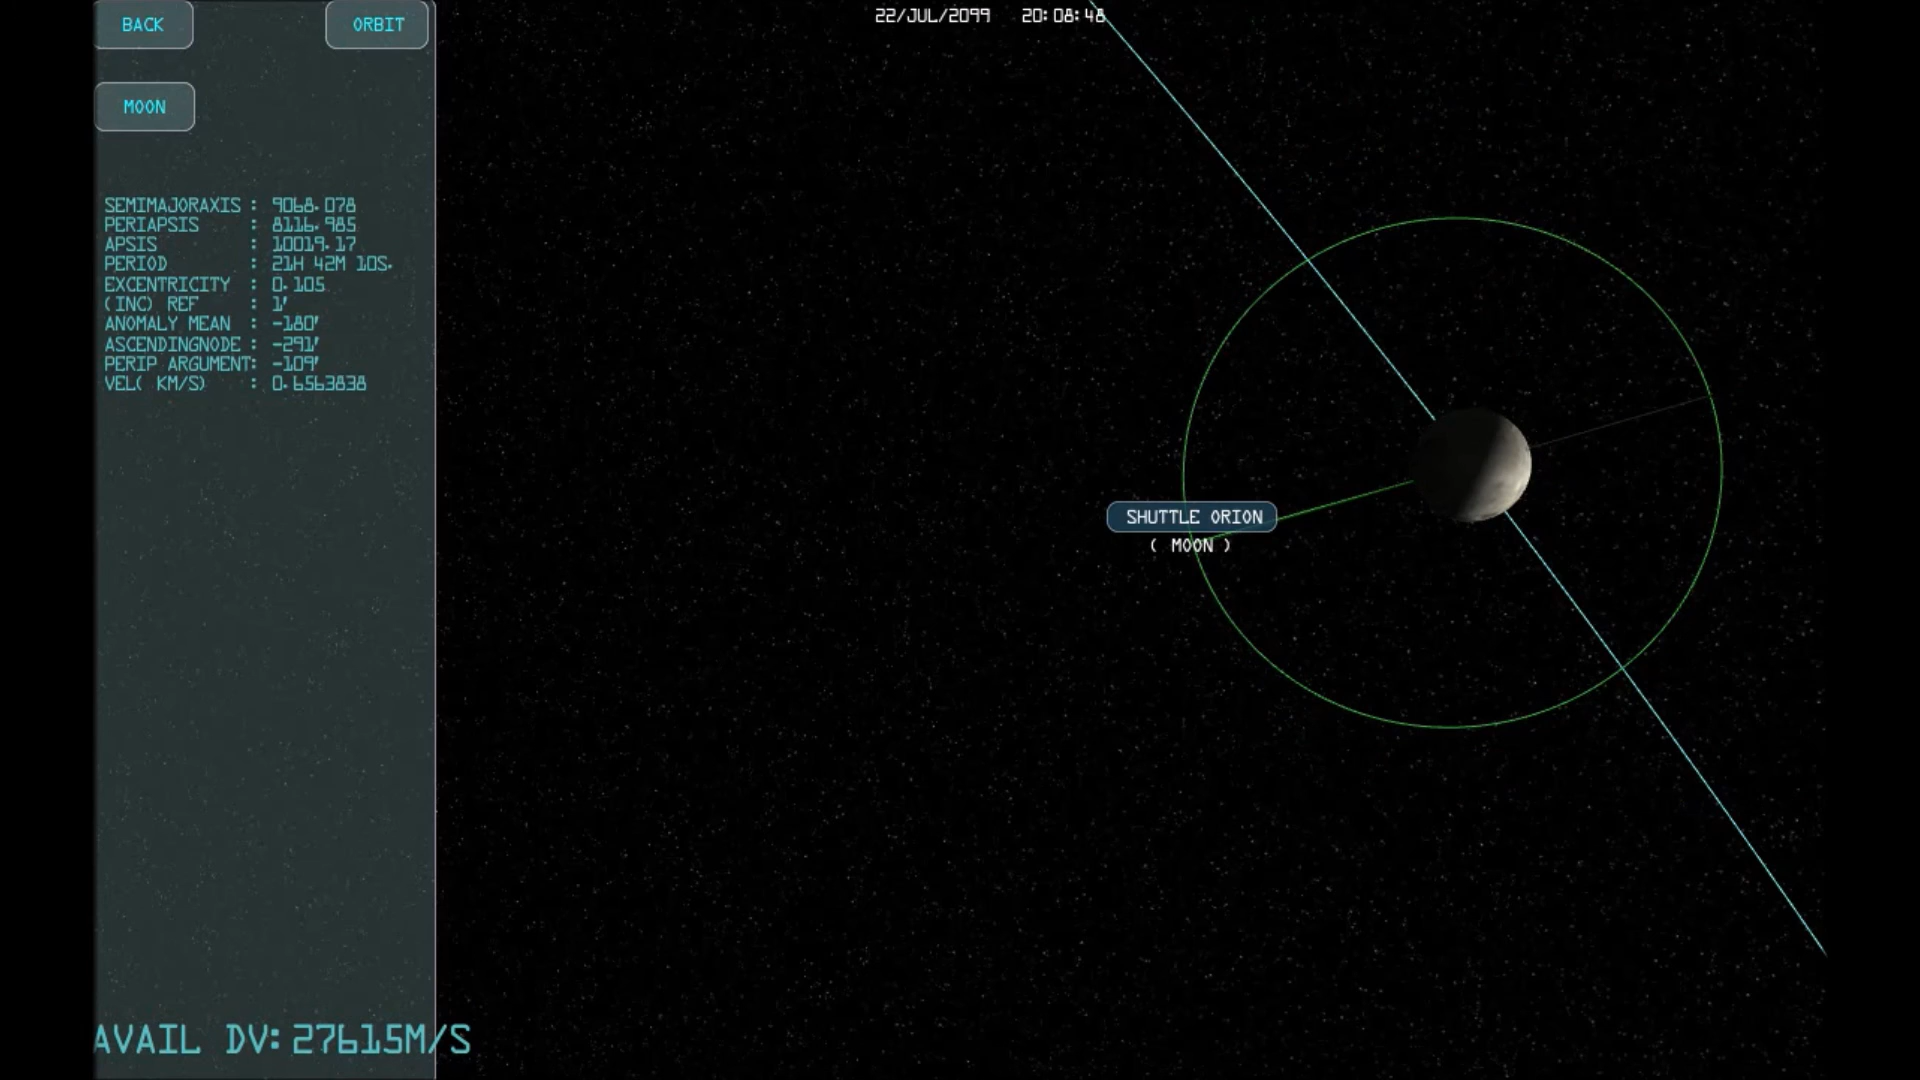 BACK
ORBIT
22/JUL/2099 20:08:48
MOON
SEMIMAJORAXIS : 9068.078
PERIAPSIS : 8116.985
APSIS : 10019.17
PERIOD : 21H 42M 10S.
EXCENTRICITY : 0.105
(INC) REF : 1'
ANOMALY MEAN : -180'
ASCENDINGNODE : -291'
PERIP ARGUMENT: -109'
VEL( KM/S) : 0.6563838
SHUTTLE ORION
( MOON )
AVAIL DV: 27615M/S